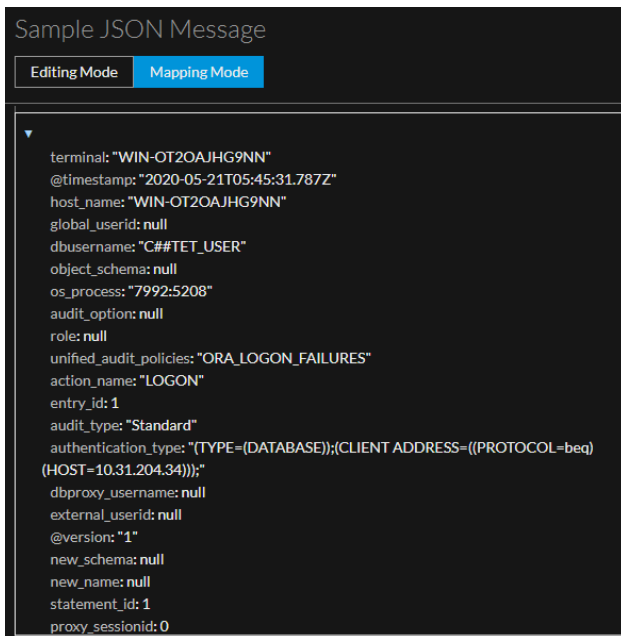 Sample JSON Message
Editing Mode
Mapping Mode
terminal: "WIN-OT2OAJHG9NN"
@timestamp: "2020-05-21T05:45:31.787Z"
host_name: "WIN-OT2OAJHG9NN"
global_userid: null
dbusername: "C##TET_USER"
object_schema: null
os_process: "7992:5208"
audit_option: null
role: null
unified_audit_policies: "ORA_LOGON_FAILURES"
action_name: "LOGON"
entry_id: 1
audit_type: "Standard"
authentication_type: "(TYPE=(DATABASE));(CLIENT ADDRESS=((PROTOCOL=beq)
(HOST=10.31.204.34)));"
dbproxy_username: null
external_userid: null
@version: "1"
new_schema: null
new_name: null
statement_id: 1
proxy_sessionid: 0